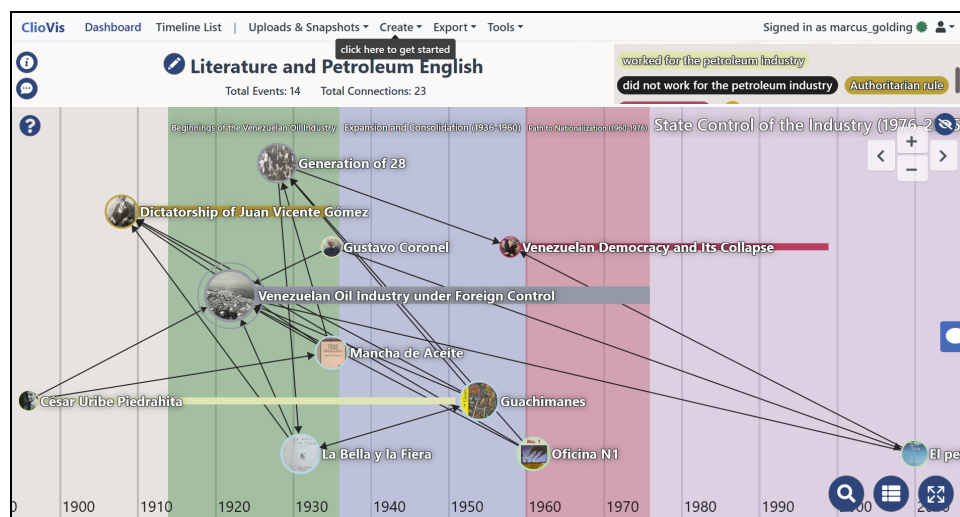 ClioVis Dashboard Timeline List | Uploads & Snapshots Create Export Tools Signed in as marcus_golding
click here to get started
Literature and Petroleum English
Total Events: 14 Total Connections: 23
worked for the petroleum industry
did not work for the petroleum industry Authoritarian rule
Beginnings of the Venezuelan Oil Industry Expansion and Consolidation (1936-1960) Path to Nationalization (1960-1976) State Control of the Industry (1976-2
Generation of 28
Dictatorship of Juan Vicente Gómez
Gustavo Coronel Venezuelan Democracy and Its Collapse
Venezuelan Oil Industry under Foreign Control
Mancha de Aceite
César Uribe Piedrahita Guachimanes
No. 1
La Bella y la Fiera Oficina N1 El pe
1900 1910 1920 1930 1940 1950 1960 1970 1980 1990